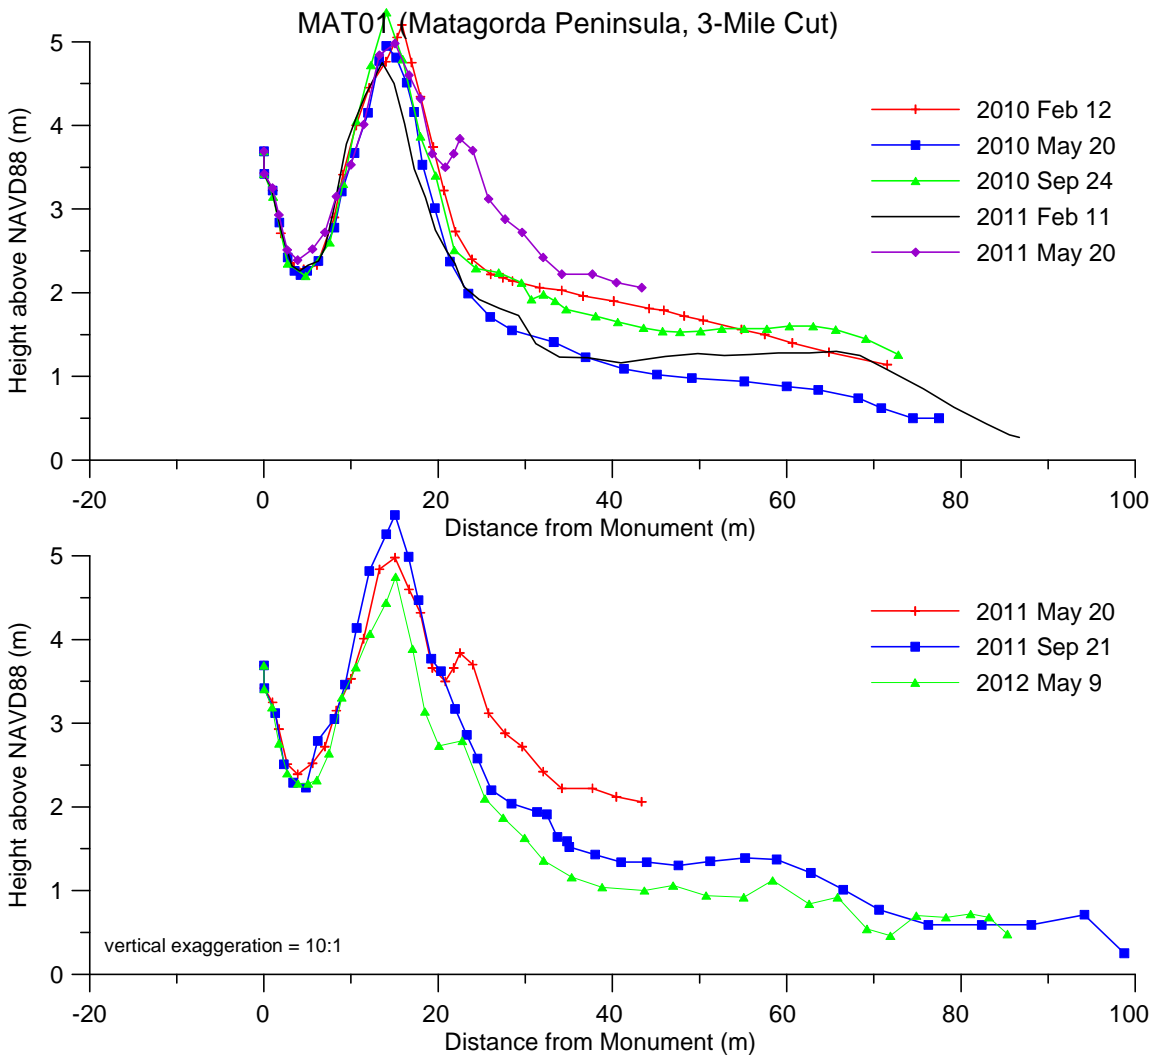 MAT01 (Matagorda Peninsula, 3-Mile Cut)
5
4
3
2
1
0
Height above NAVD88 (m)
2010 Feb 12
2010 May 20
2010 Sep 24
2011 Feb 11
2011 May 20
-20 0 20 40 60 80 100
Distance from Monument (m)
5
4
3
2
1
0
Height above NAVD88 (m)
2011 May 20
2011 Sep 21
2012 May 9
vertical exaggeration = 10:1
-20 0 20 40 60 80 100
Distance from Monument (m)